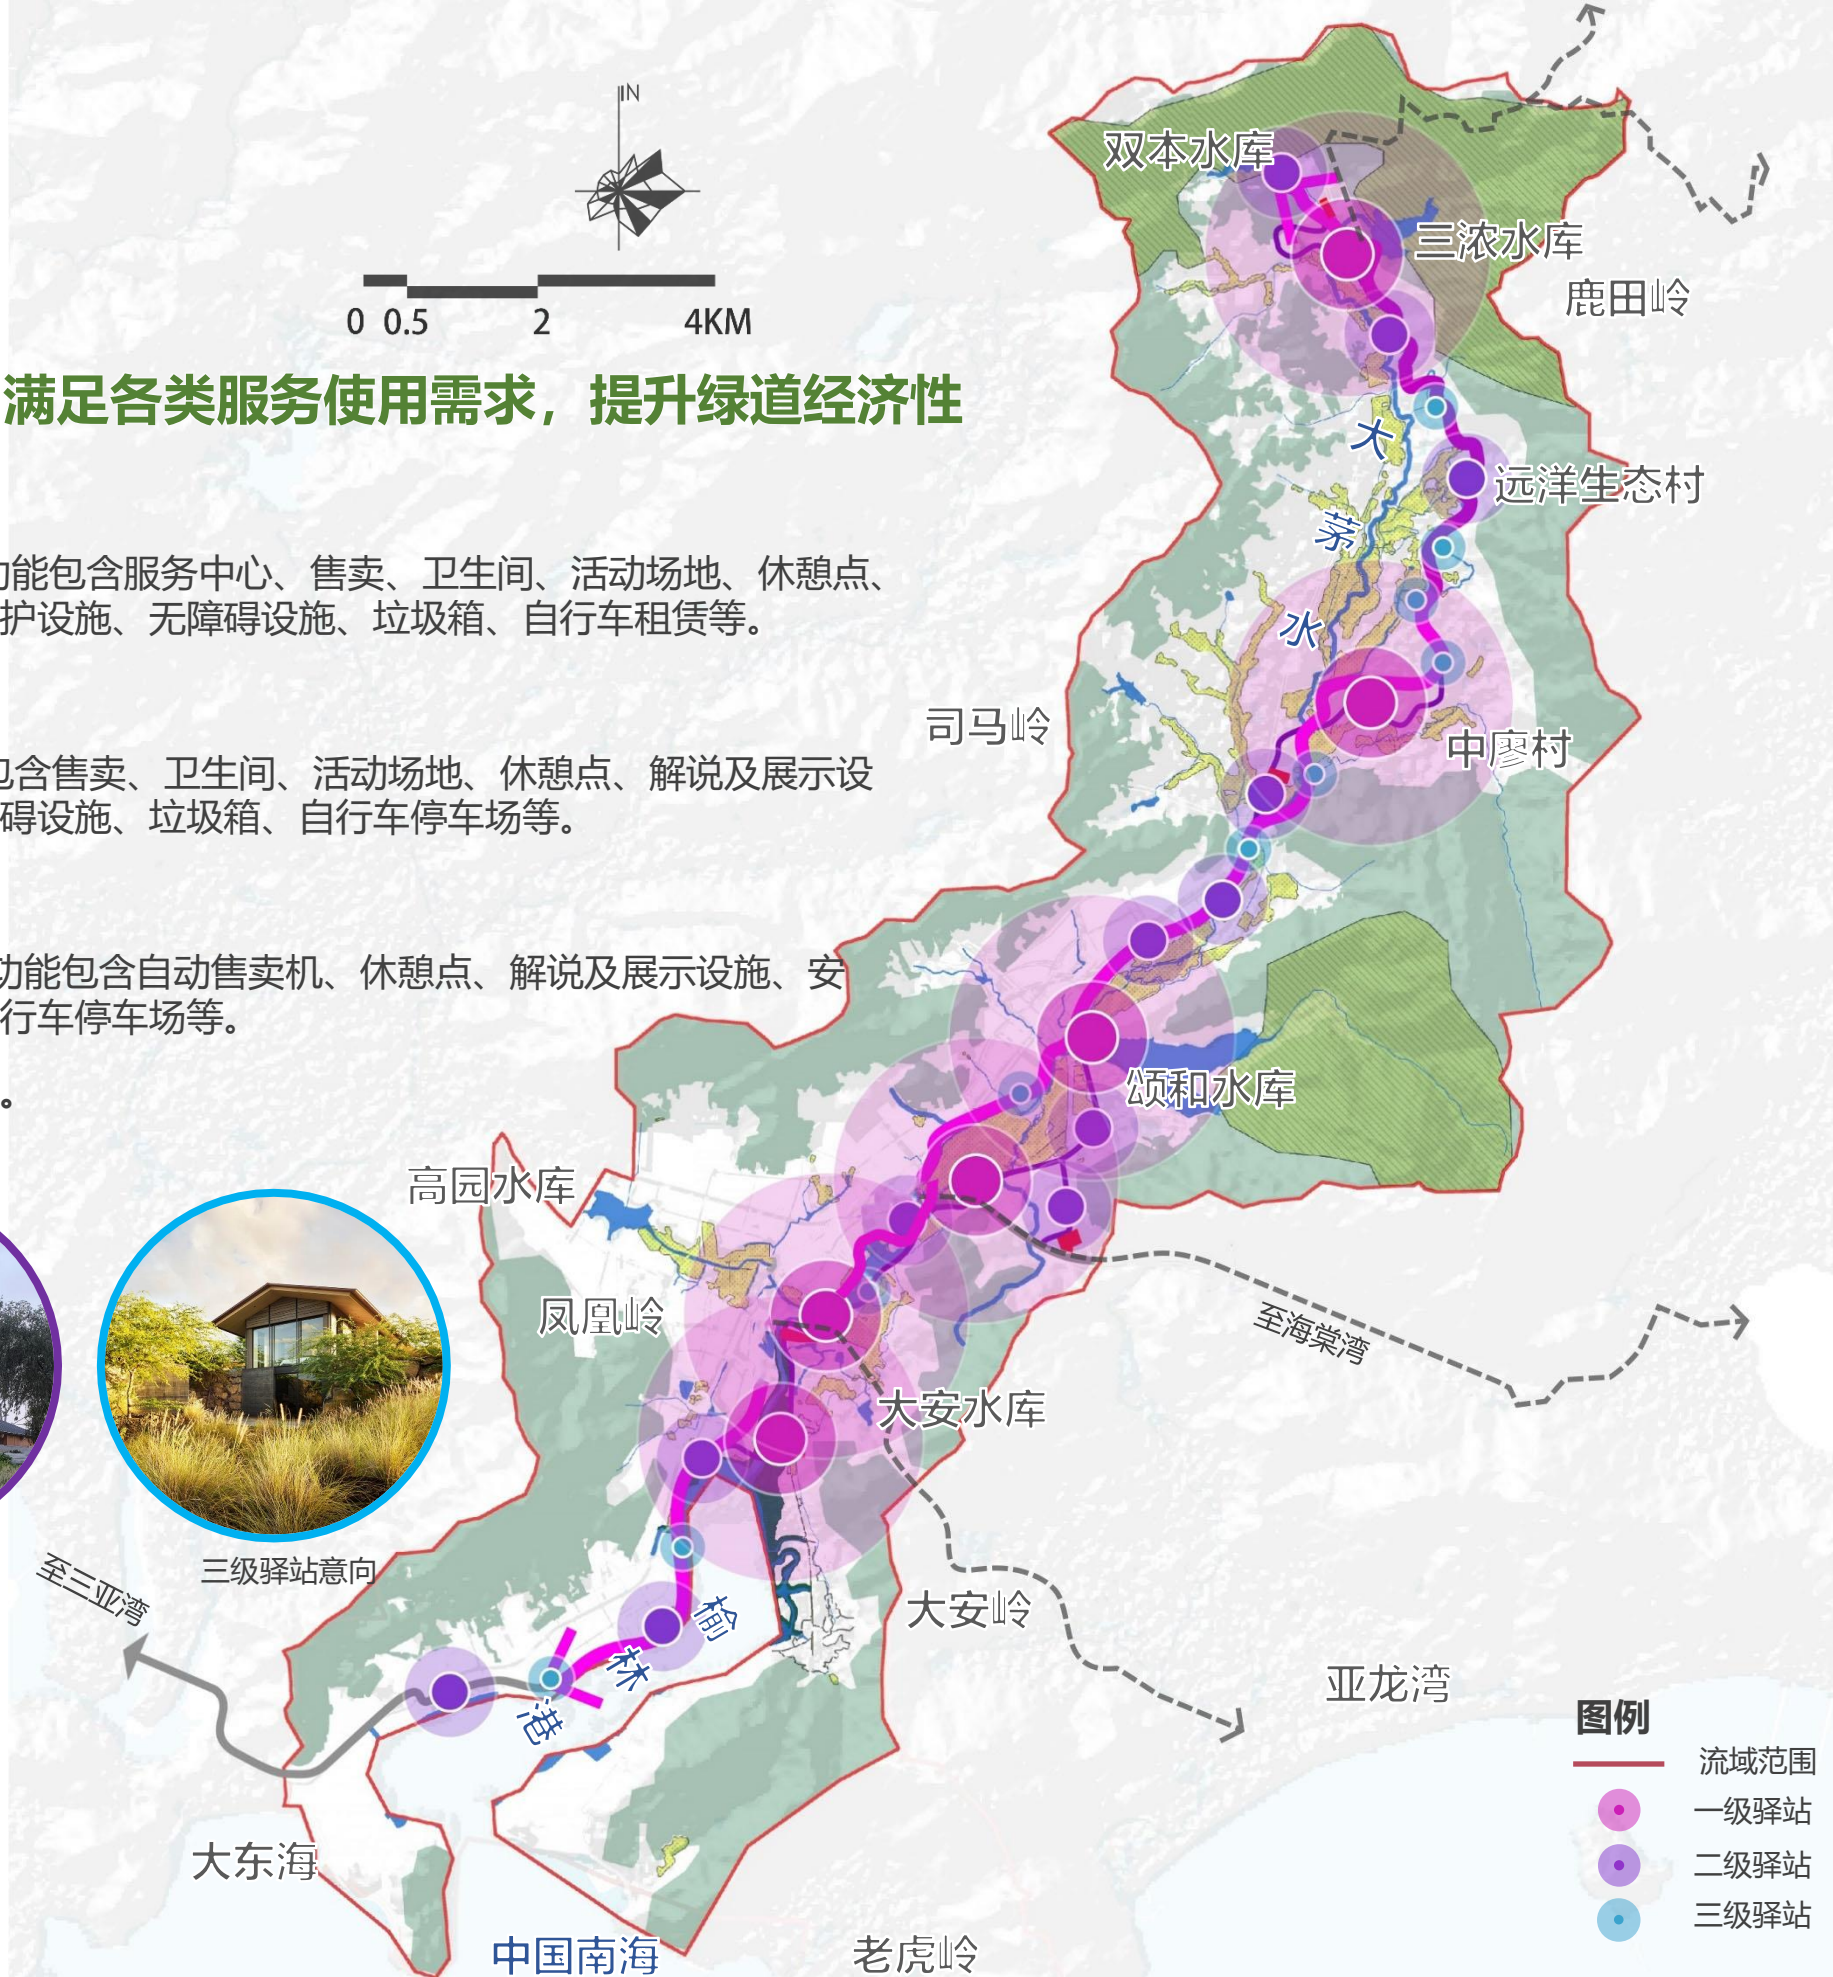 IN
0 0.5 2 4KM
满足各类服务使用需求，提升绿道经济性
功能包含服务中心、售卖、卫生间、活动场地、休憩点、
护设施、无障碍设施、垃圾箱、自行车租赁等。
包含售卖、卫生间、活动场地、休憩点、解说及展示设
碍设施、垃圾箱、自行车停车场等。
功能包含自动售卖机、休憩点、解说及展示设施、安
行车停车场等。
。
双本水库
三浓水库
鹿田岭
大茅水
远洋生态村
司马岭
中廖村
颂和水库
高园水库
凤凰岭
至海棠湾
大安水库
三级驿站意向
至三亚湾
大安岭
榆林港
亚龙湾
大东海
中国南海
老虎岭
图例
流域范围
一级驿站
二级驿站
三级驿站